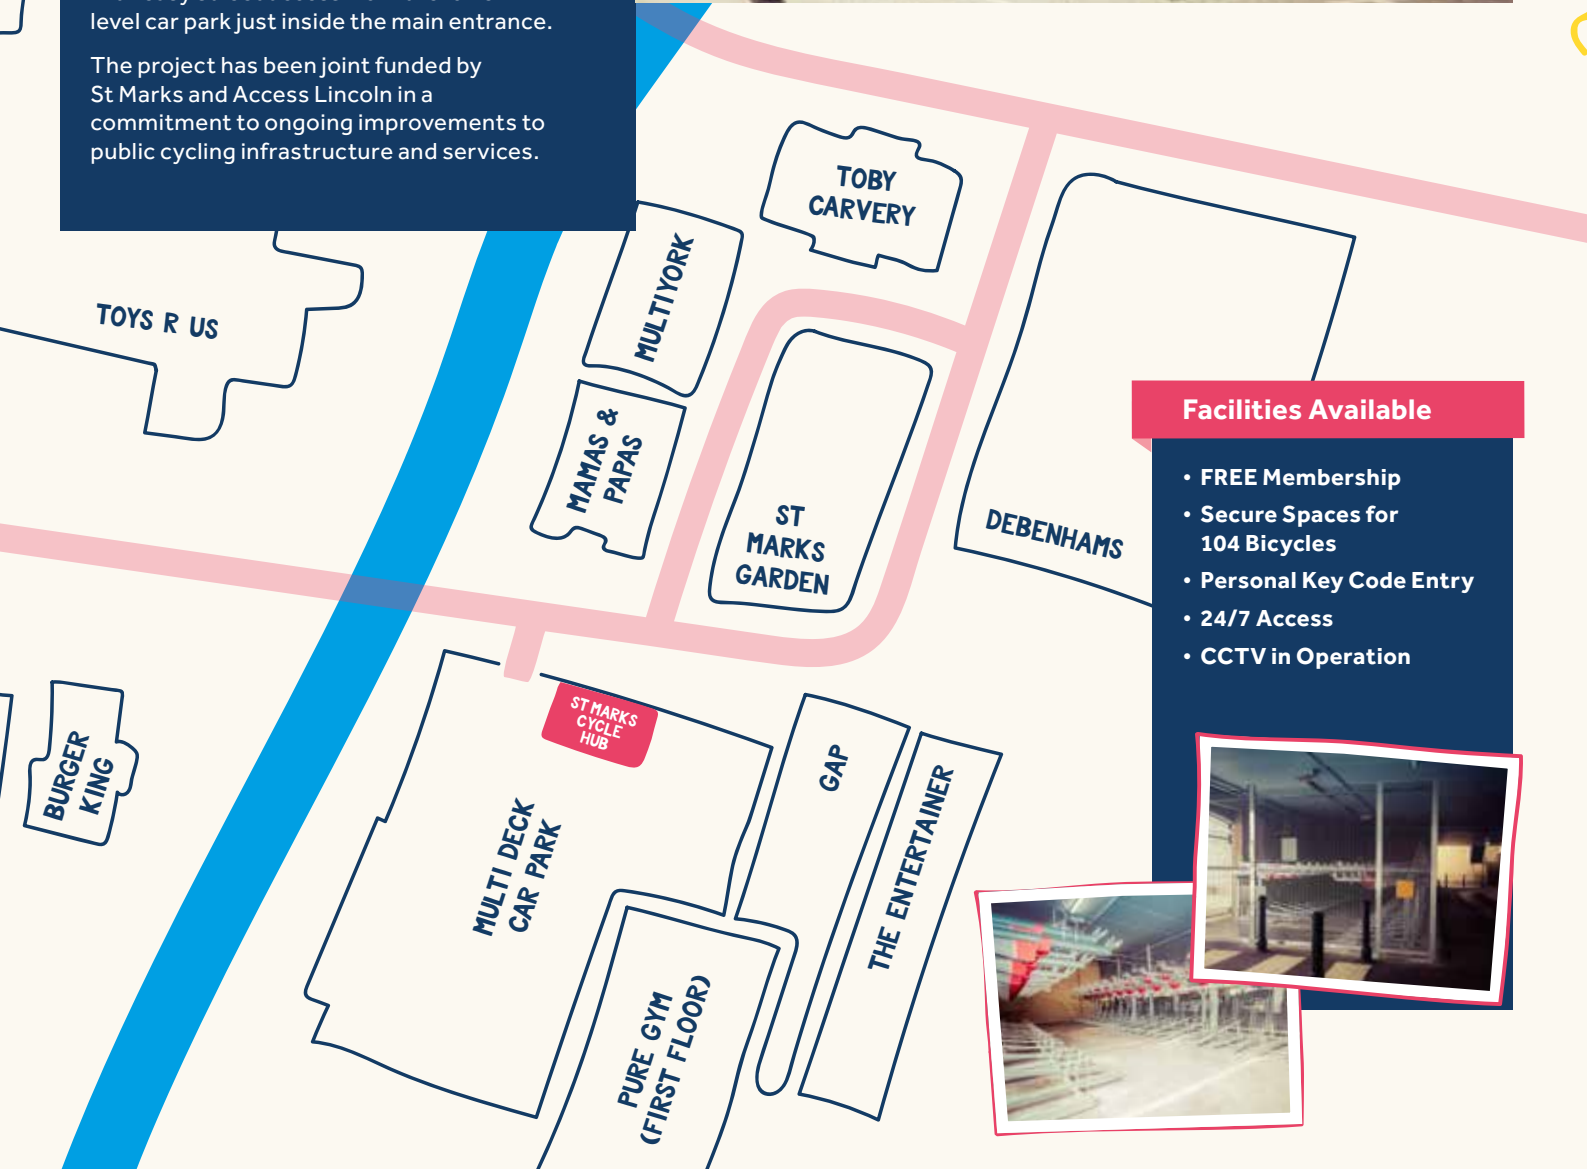 level car park just inside the main entrance.
The project has been joint funded by
St Marks and Access Lincoln in a
commitment to ongoing improvements to
public cycling infrastructure and services.
TOBY
CARVERY
MULTIYORK
TOYS R US
MAMAS &
PAPAS
ST
MARKS
GARDEN
DEBENHAMS
Facilities Available
• FREE Membership
• Secure Spaces for
104 Bicycles
• Personal Key Code Entry
• 24/7 Access
• CCTV in Operation
ST MARKS
CYCLE
HUB
BURGER
KING
GAP
THE ENTERTAINER
MULTI DECK
CAR PARK
PURE GYM
(FIRST FLOOR)